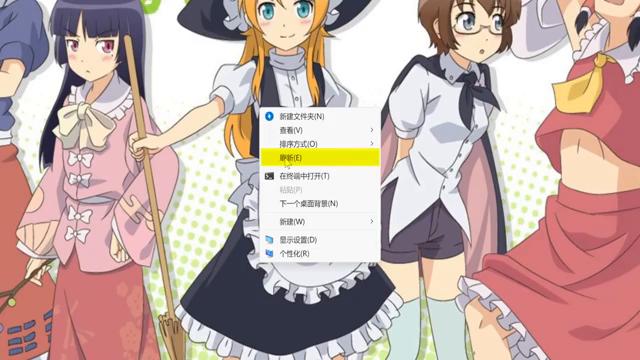 新建文件夹(N)
查看(V)
排序方式(O)
刷新(E)
在终端中打开(T)
粘贴(P)
下一个桌面背景(N)
新建(W)
显示设置(D)
个性化(R)